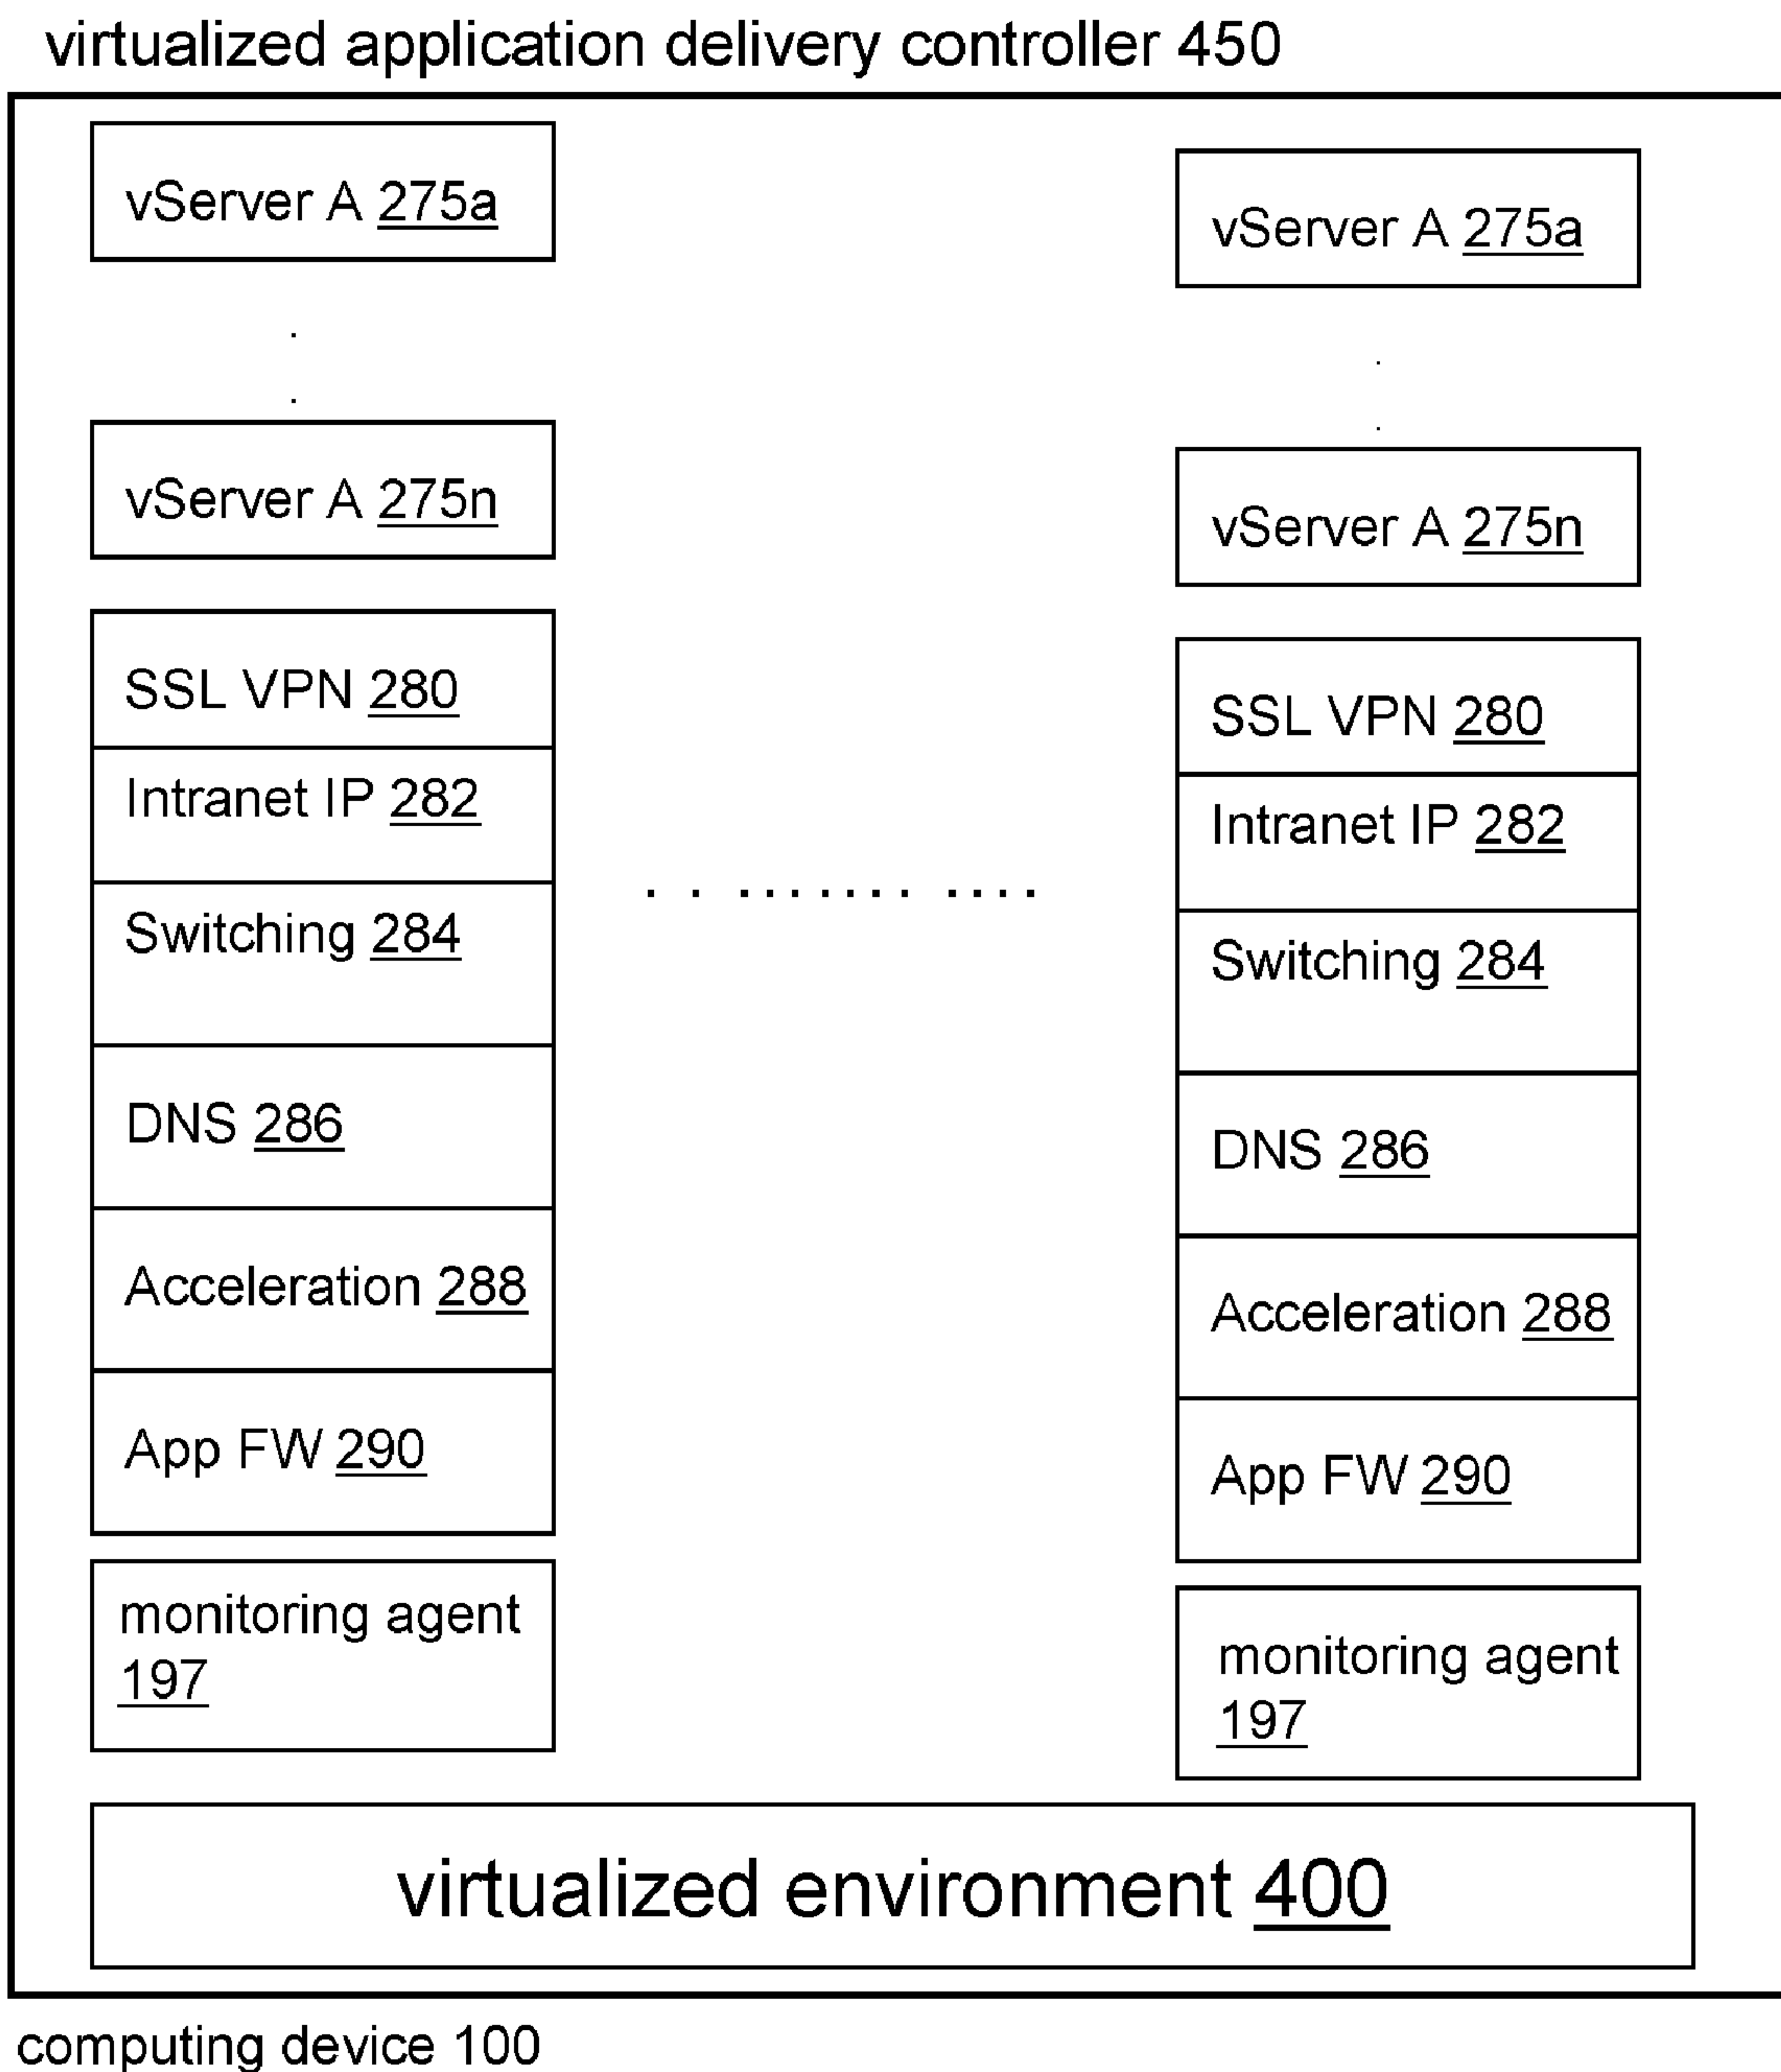 virtualized application delivery controller 450
vServer A 275a
vServer A 275n
SSL VPN 280
Intranet IP 282
Switching 284
DNS 286
Acceleration 288
App FW 290
monitoring agent
197
vServer A 275a
vServer A 275n
SSL VPN 280
Intranet IP 282
Switching 284
DNS 286
Acceleration 288
App FW 290
monitoring agent
197
virtualized environment 400
computing device 100